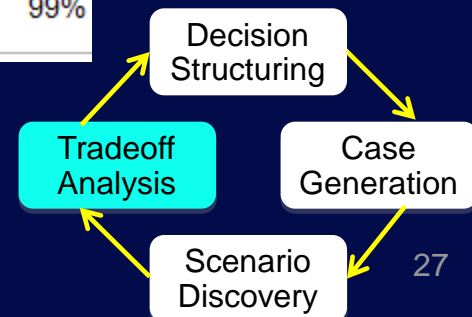 99%
Decision
Structuring
Tradeoff
Analysis
Case
Generation
Scenario
Discovery
27